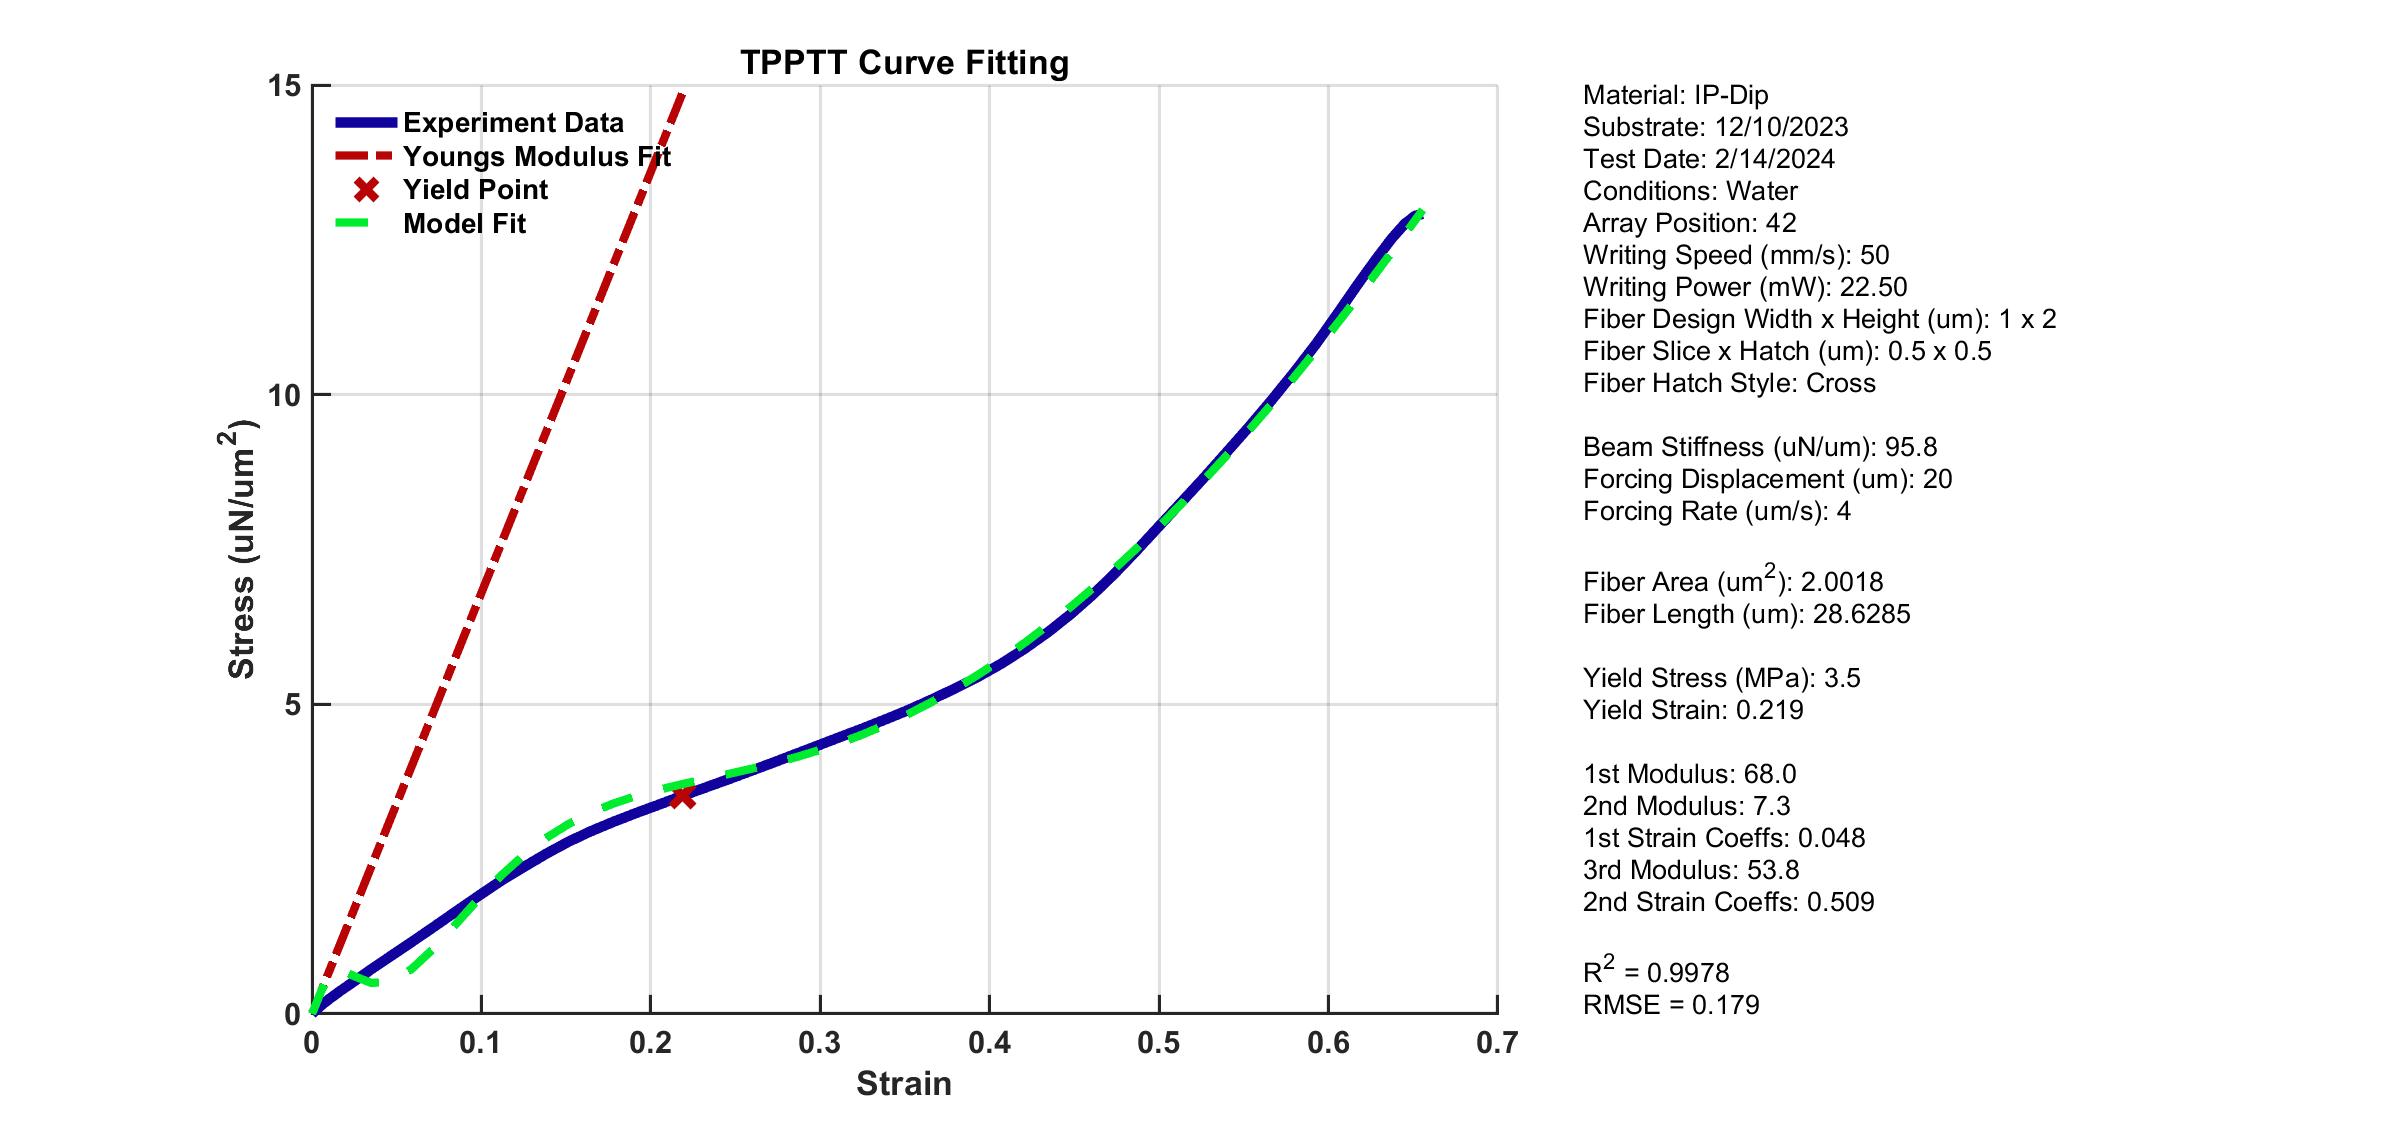 TPPTT Curve Fitting
15
10
5
0
Stress (uN/um²)
Experiment Data
Youngs Modulus Fit
Yield Point
Model Fit
0 0.1 0.2 0.3 0.4 0.5 0.6 0.7
Strain
Material: IP-Dip
Substrate: 12/10/2023
Test Date: 2/14/2024
Conditions: Water
Array Position: 42
Writing Speed (mm/s): 50
Writing Power (mW): 22.50
Fiber Design Width x Height (um): 1 x 2
Fiber Slice x Hatch (um): 0.5 x 0.5
Fiber Hatch Style: Cross
Beam Stiffness (uN/um): 95.8
Forcing Displacement (um): 20
Forcing Rate (um/s): 4
Fiber Area (um²): 2.0018
Fiber Length (um): 28.6285
Yield Stress (MPa): 3.5
Yield Strain: 0.219
1st Modulus: 68.0
2nd Modulus: 7.3
1st Strain Coeffs: 0.048
3rd Modulus: 53.8
2nd Strain Coeffs: 0.509
R² = 0.9978
RMSE = 0.179